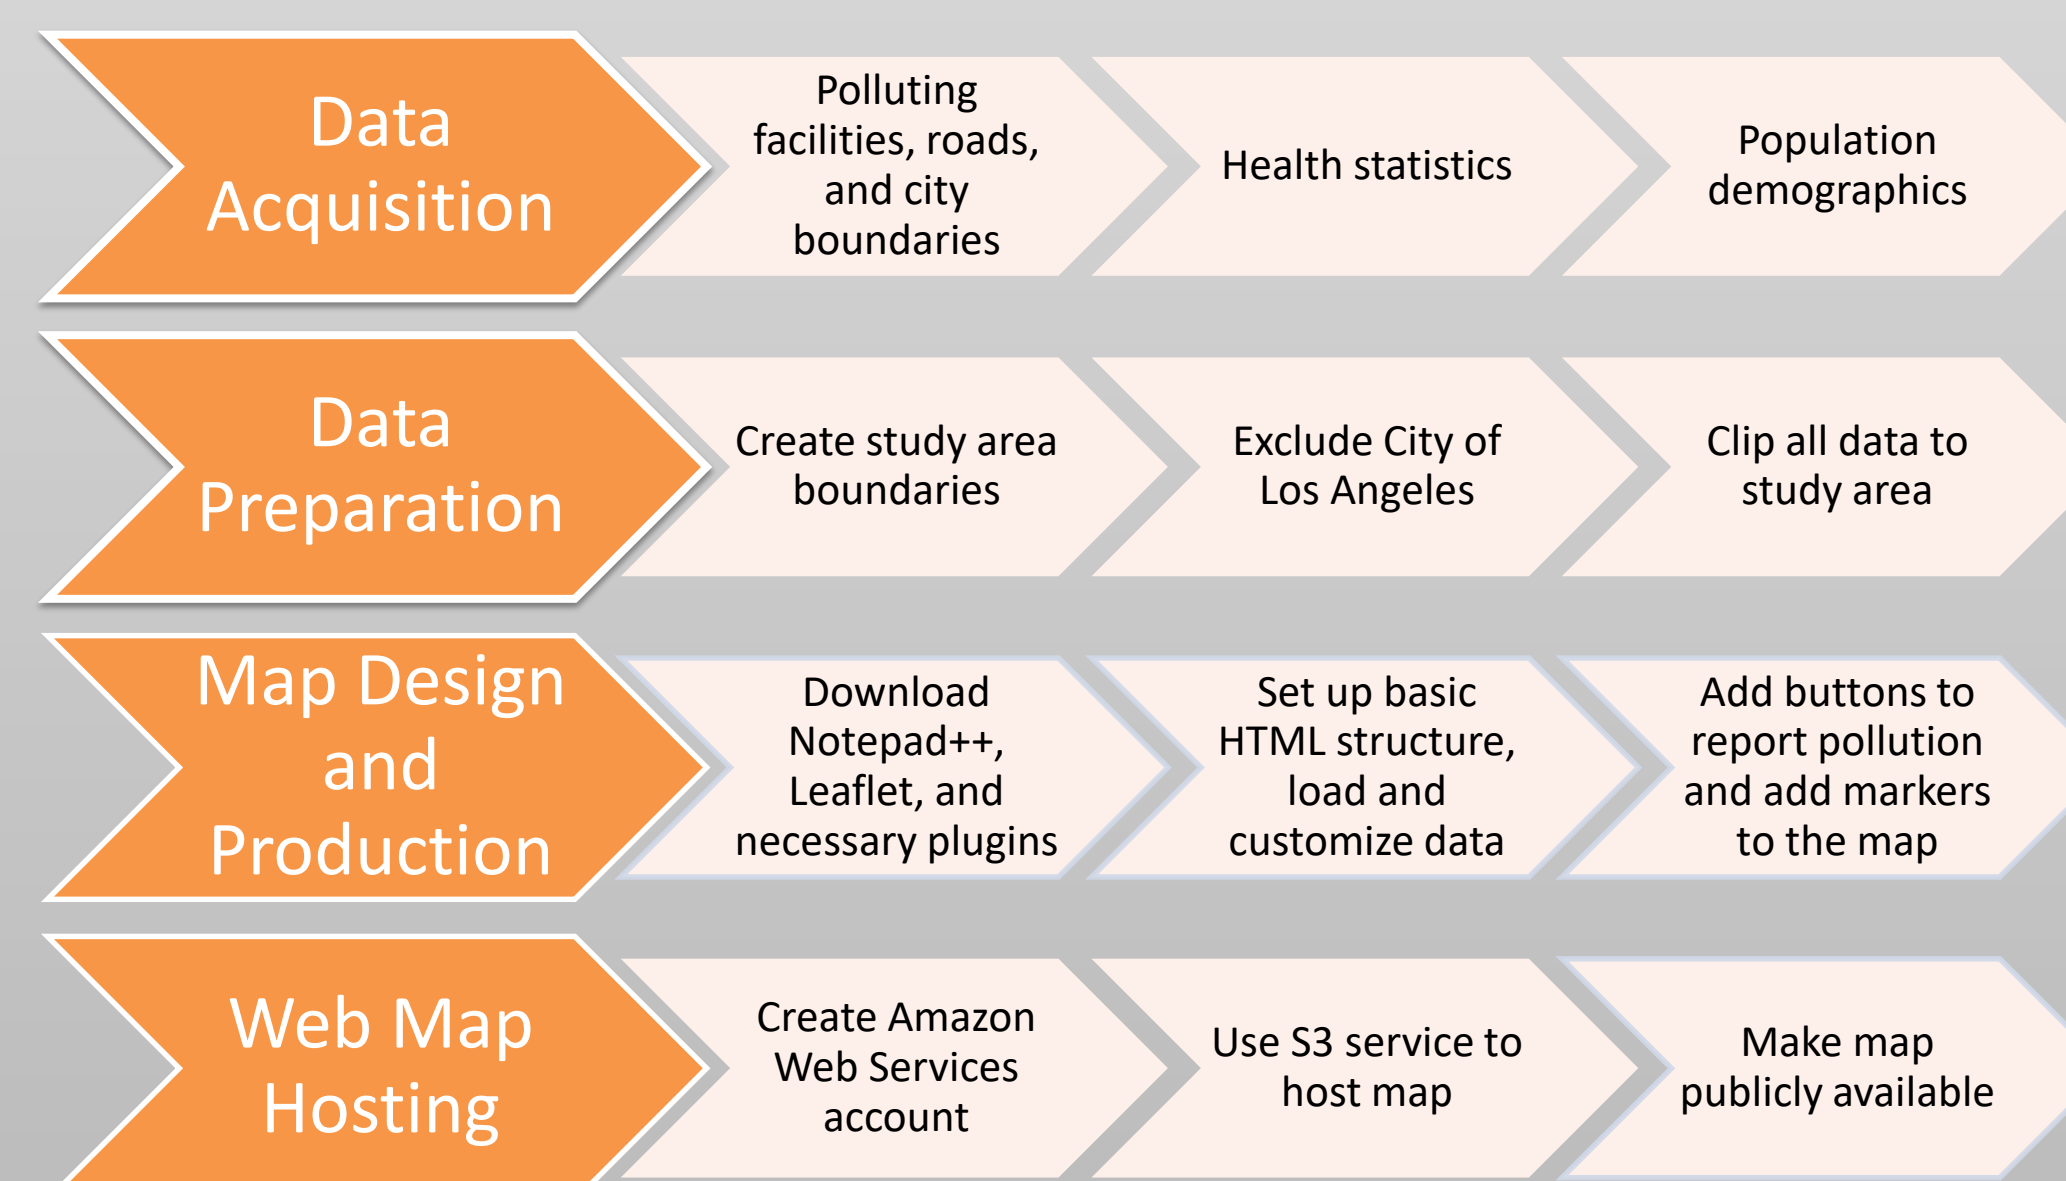 Data
Acquisition
Polluting
facilities, roads,
and city
boundaries
Health statistics
Population
demographics
Data
Preparation
Create study area
boundaries
Exclude City of
Los Angeles
Clip all data to
study area
Map Design
and
Production
Download
Notepad++,
Leaflet, and
necessary plugins
Set up basic
HTML structure,
load and
customize data
Add buttons to
report pollution
and add markers
to the map
Web Map
Hosting
Create Amazon
Web Services
account
Use S3 service to
host map
Make map
publicly available